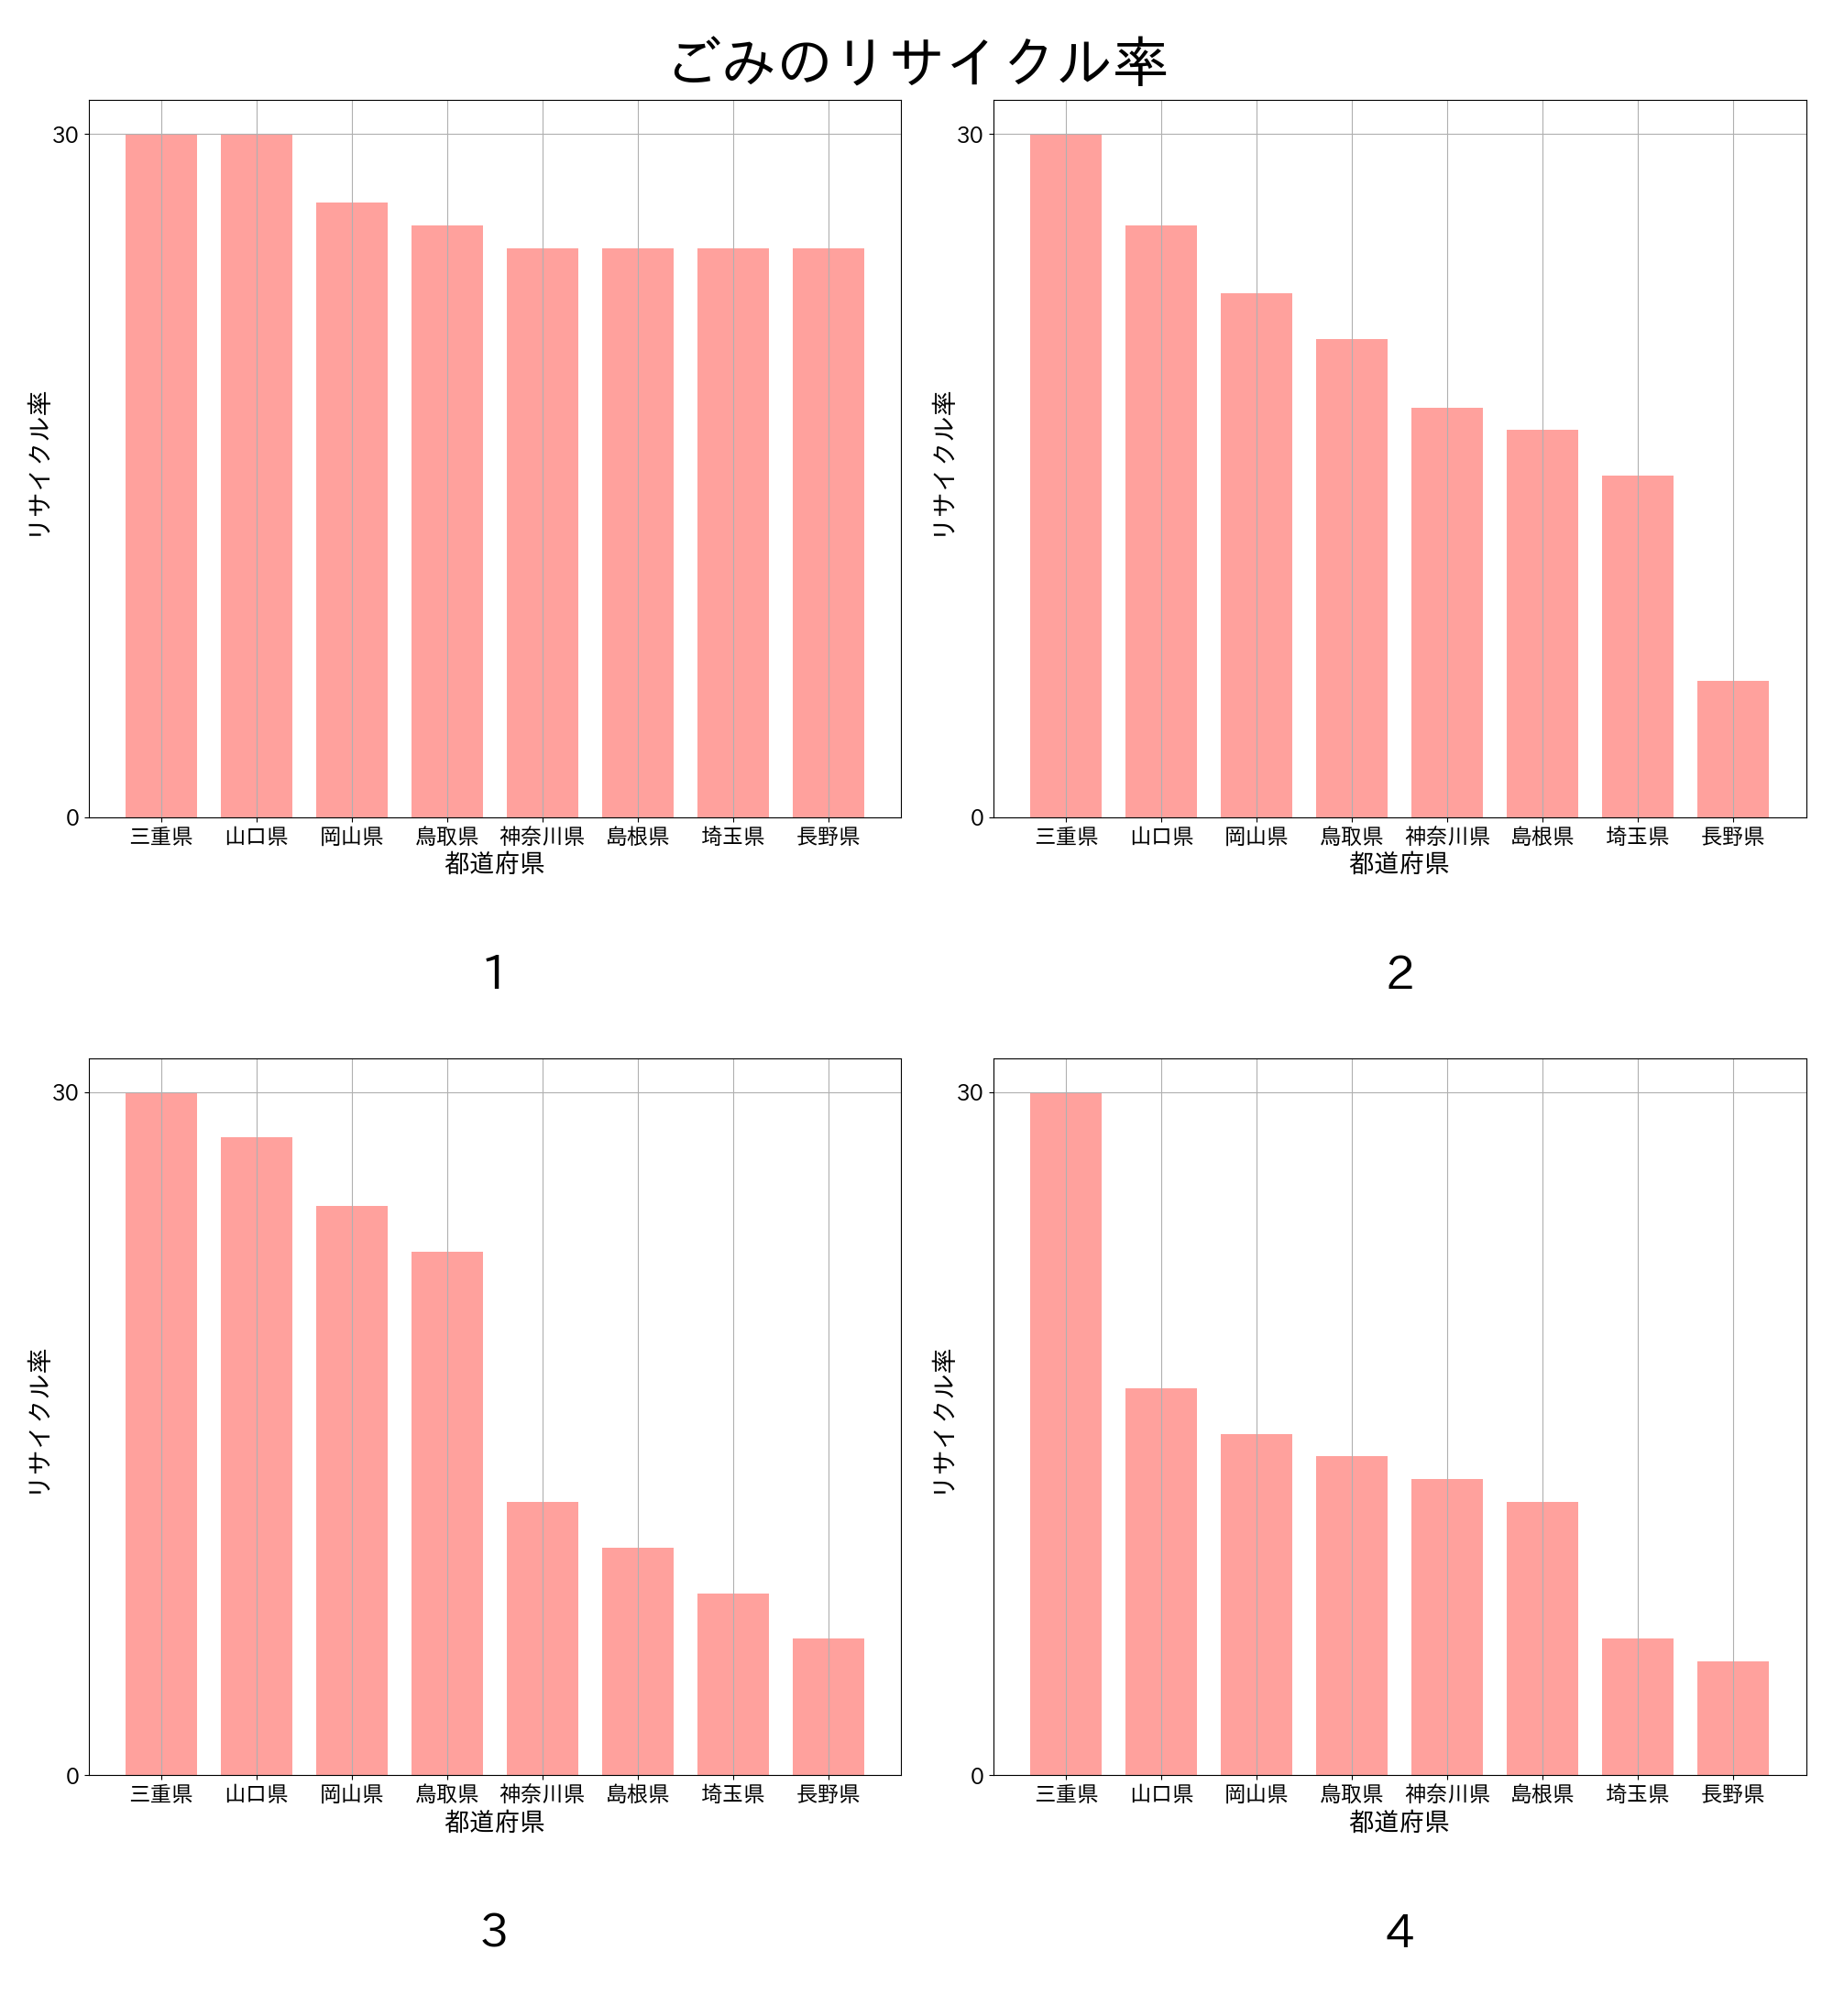 ごみのリサイクル率
30
0
リサイクル率
三重県 山口県 岡山県 鳥取県 神奈川県 島根県 埼玉県 長野県
都道府県
1
30
0
リサイクル率
三重県 山口県 岡山県 鳥取県 神奈川県 島根県 埼玉県 長野県
都道府県
2
30
0
リサイクル率
三重県 山口県 岡山県 鳥取県 神奈川県 島根県 埼玉県 長野県
都道府県
3
30
0
リサイクル率
三重県 山口県 岡山県 鳥取県 神奈川県 島根県 埼玉県 長野県
都道府県
4